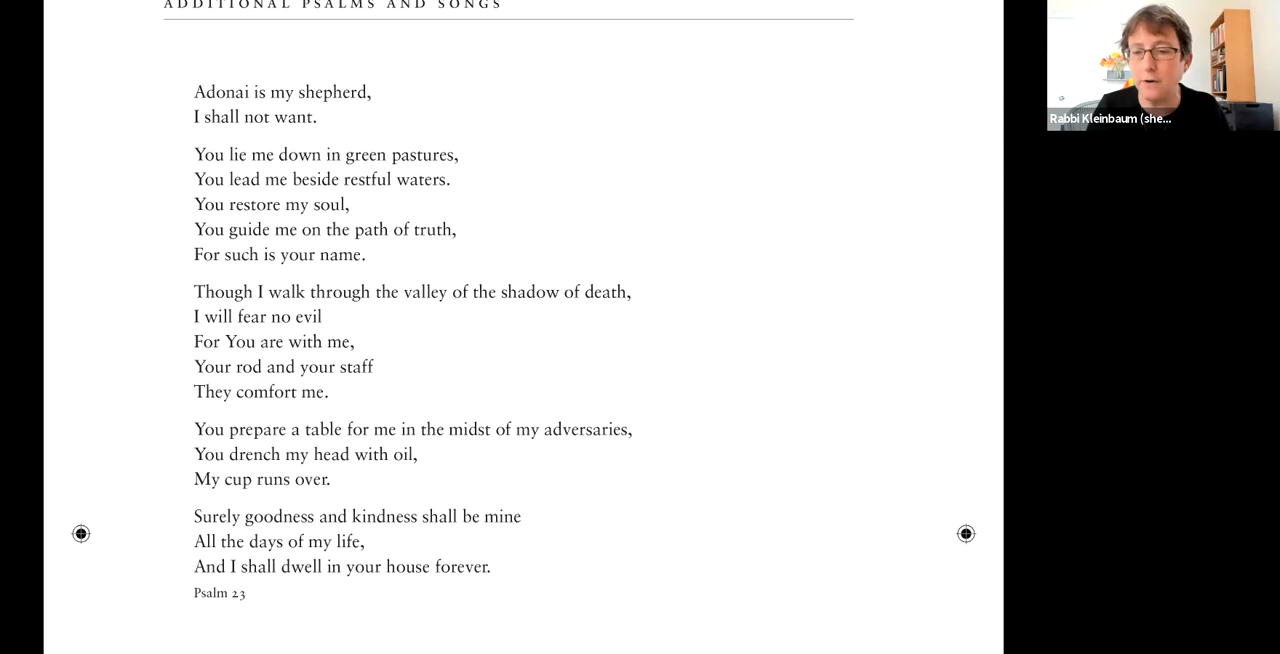 ADDITIONAL PSALMS AND SONGS
Adonai is my shepherd,
I shall not want.
You lie me down in green pastures,
You lead me beside restful waters.
You restore my soul,
You guide me on the path of truth,
For such is your name.
Though I walk through the valley of the shadow of death,
I will fear no evil
For You are with me,
Your rod and your staff
They comfort me.
You prepare a table for me in the midst of my adversaries,
You drench my head with oil,
My cup runs over.
Surely goodness and kindness shall be mine
All the days of my life,
And I shall dwell in your house forever.
Psalm 23
Rabbi Kleinbaum (she...